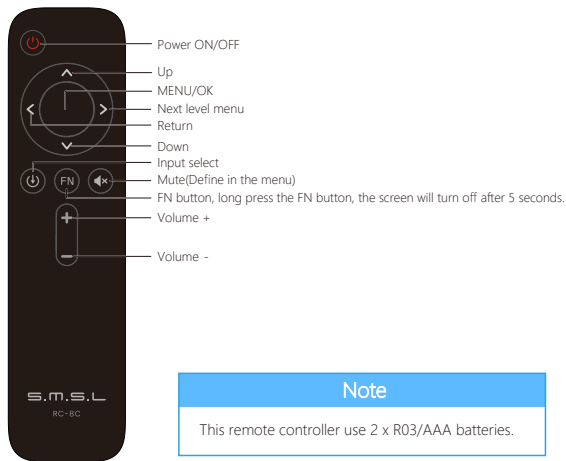 Power ON/OFF
Up
MENU/OK
Next level menu
Return
Down
Input select
Mute(Define in the menu)
FN button, long press the FN button, the screen will turn off after 5 seconds.
Volume +
Volume -
FN
S.M.S.L
RC-8C
Note
This remote controller use 2 x R03/AAA batteries.